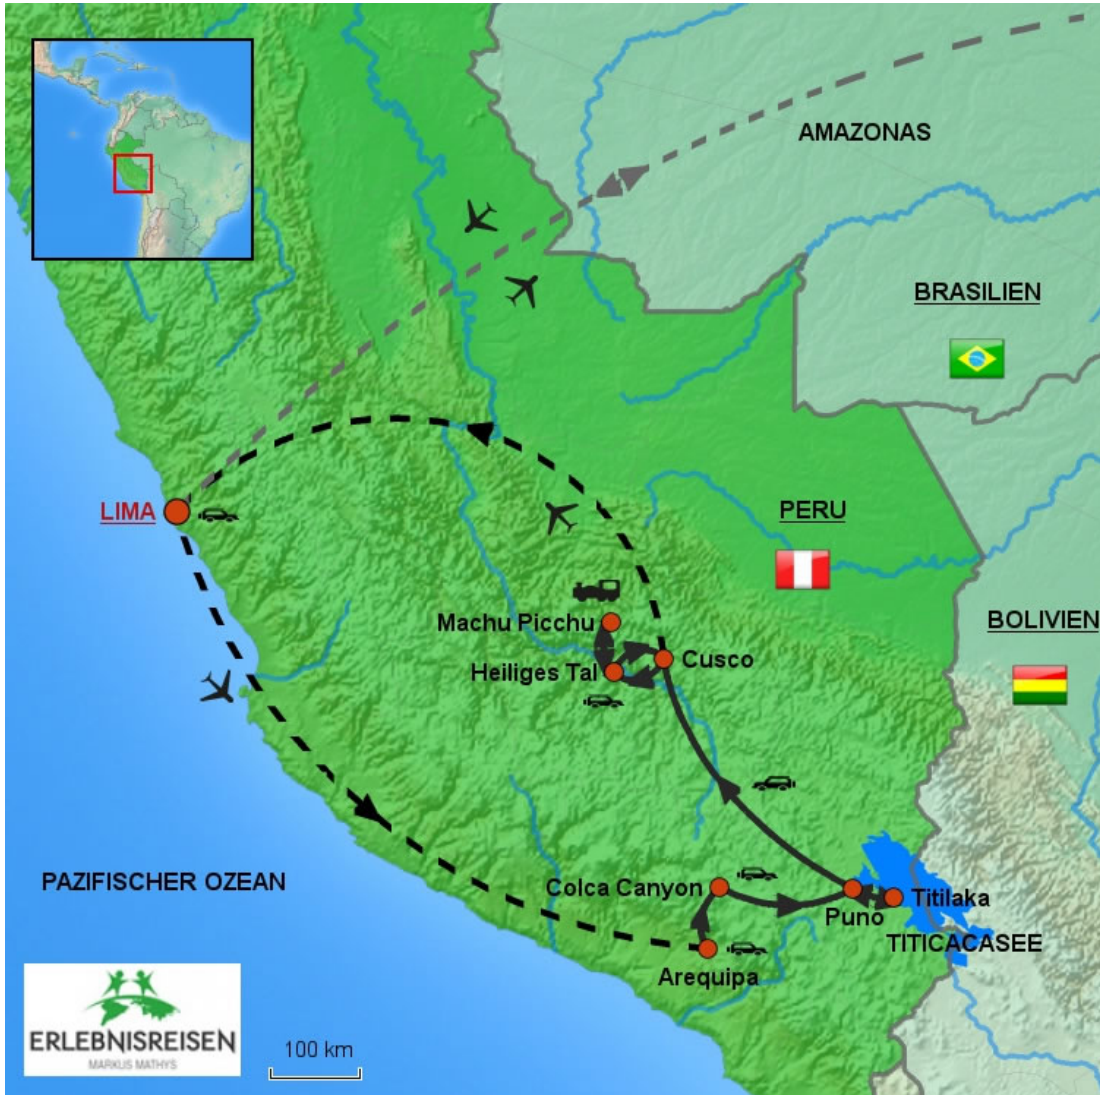 AMAZONAS
BRASILIEN
LIMA
PERU
BOLIVIEN
Machu Picchu
Cusco
Heiliges Tal
PAZIFISCHER OZEAN
Colca Canyon
Titilaka
Puno
TITICACASEE
Arequipa
ERLEBNISREISEN
MARKUS MATHYS
100 km